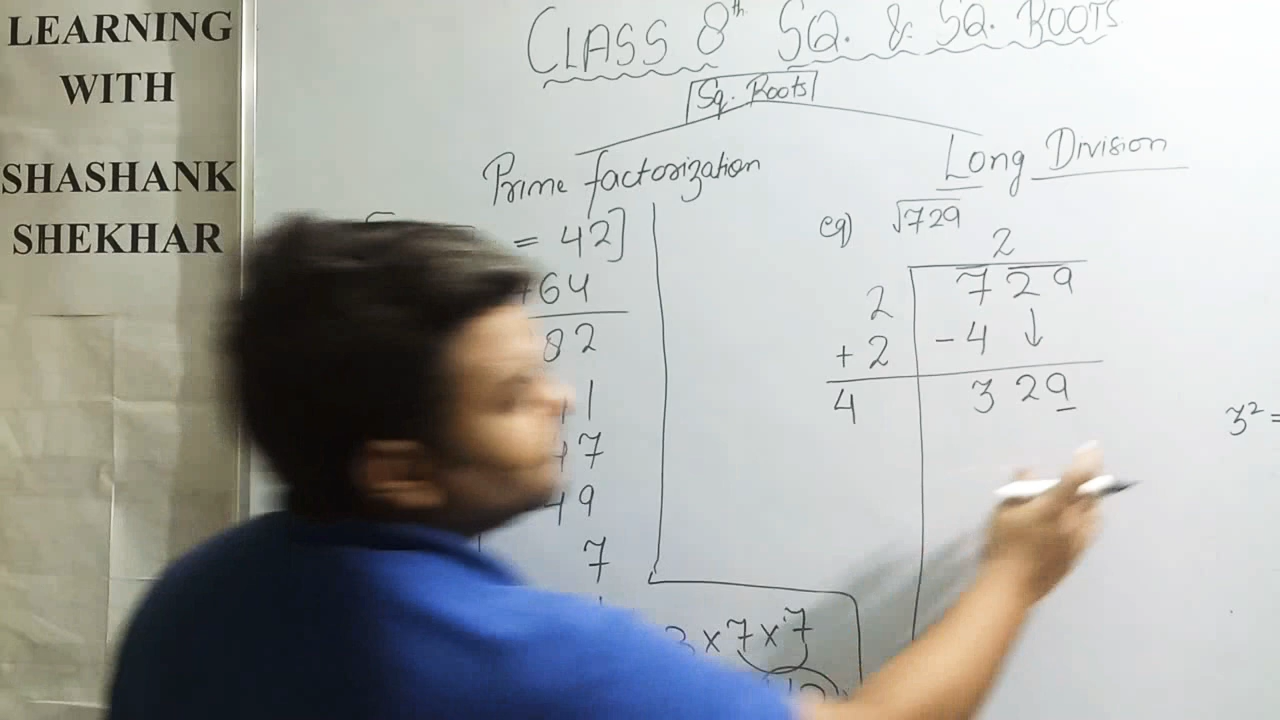 LEARNING
WITH
SHASHANK
SHEKHAR
CLASS 8th SQ. & SQ. ROOTS
Sq. Roots
Prime factorization
= 42]
64
82
1
7
49
7
3 x 7 x 7
Long Division
eg) √729
2
2 729
+ 2 - 4 ↓
4 329
3² =